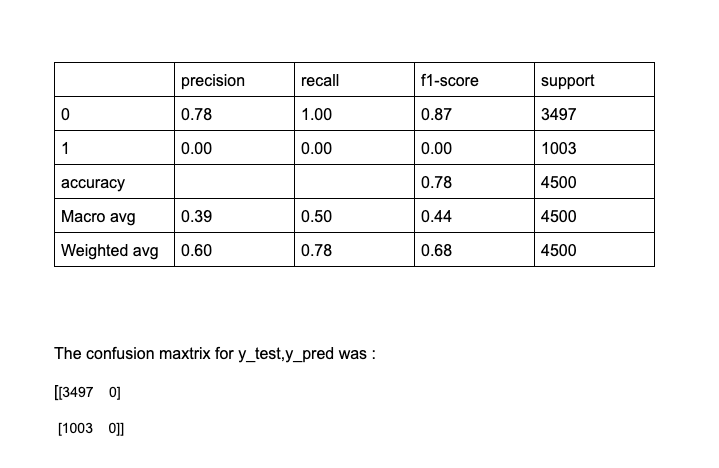 precision recall f1-score support
0 0.78 1.00 0.87 3497
1 0.00 0.00 0.00 1003
accuracy 0.78 4500
Macro avg 0.39 0.50 0.44 4500
Weighted avg 0.60 0.78 0.68 4500
The confusion maxtrix for y_test,y_pred was :
[[3497 0]
[1003 0]]